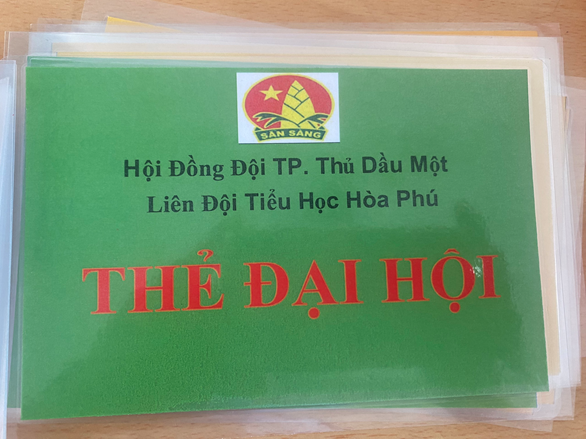 SẴN SÀNG
Hội Đồng Đội TP. Thủ Dầu Một
Liên Đội Tiểu Học Hòa Phú
THẺ ĐẠI HỘI